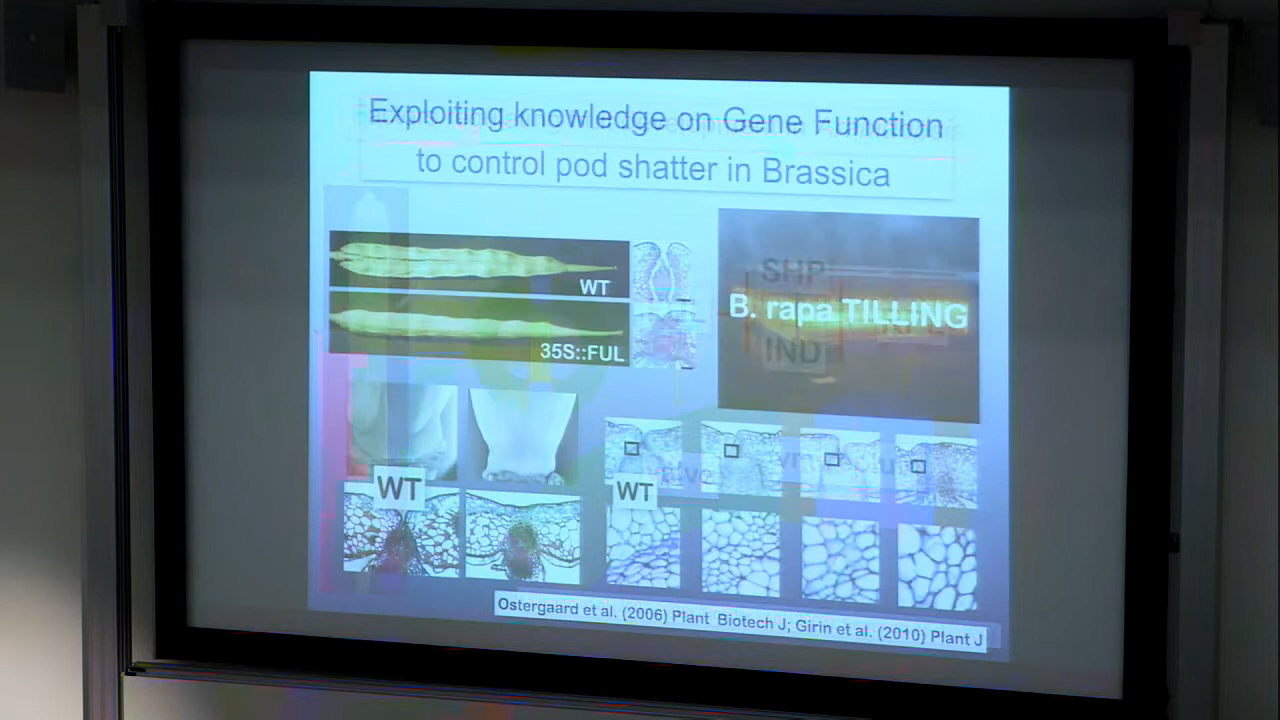 Exploiting knowledge on Gene Function
to control pod shatter in Brassica
WT
35S::FUL
SHP
B. rapa TILLING
IND
WT
WT
Ostergaard et al. (2006) Plant Biotech J; Girin et al. (2010) Plant J